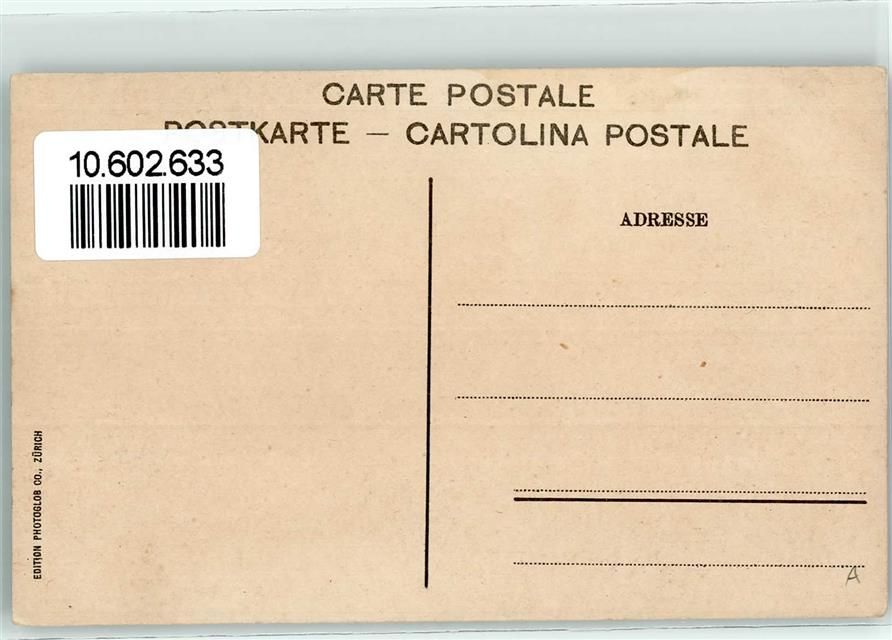 CARTE POSTALE
POSTKARTE — CARTOLINA POSTALE
10.602.633
ADRESSE
EDITION PHOTOGLOB CO., ZÜRICH
A